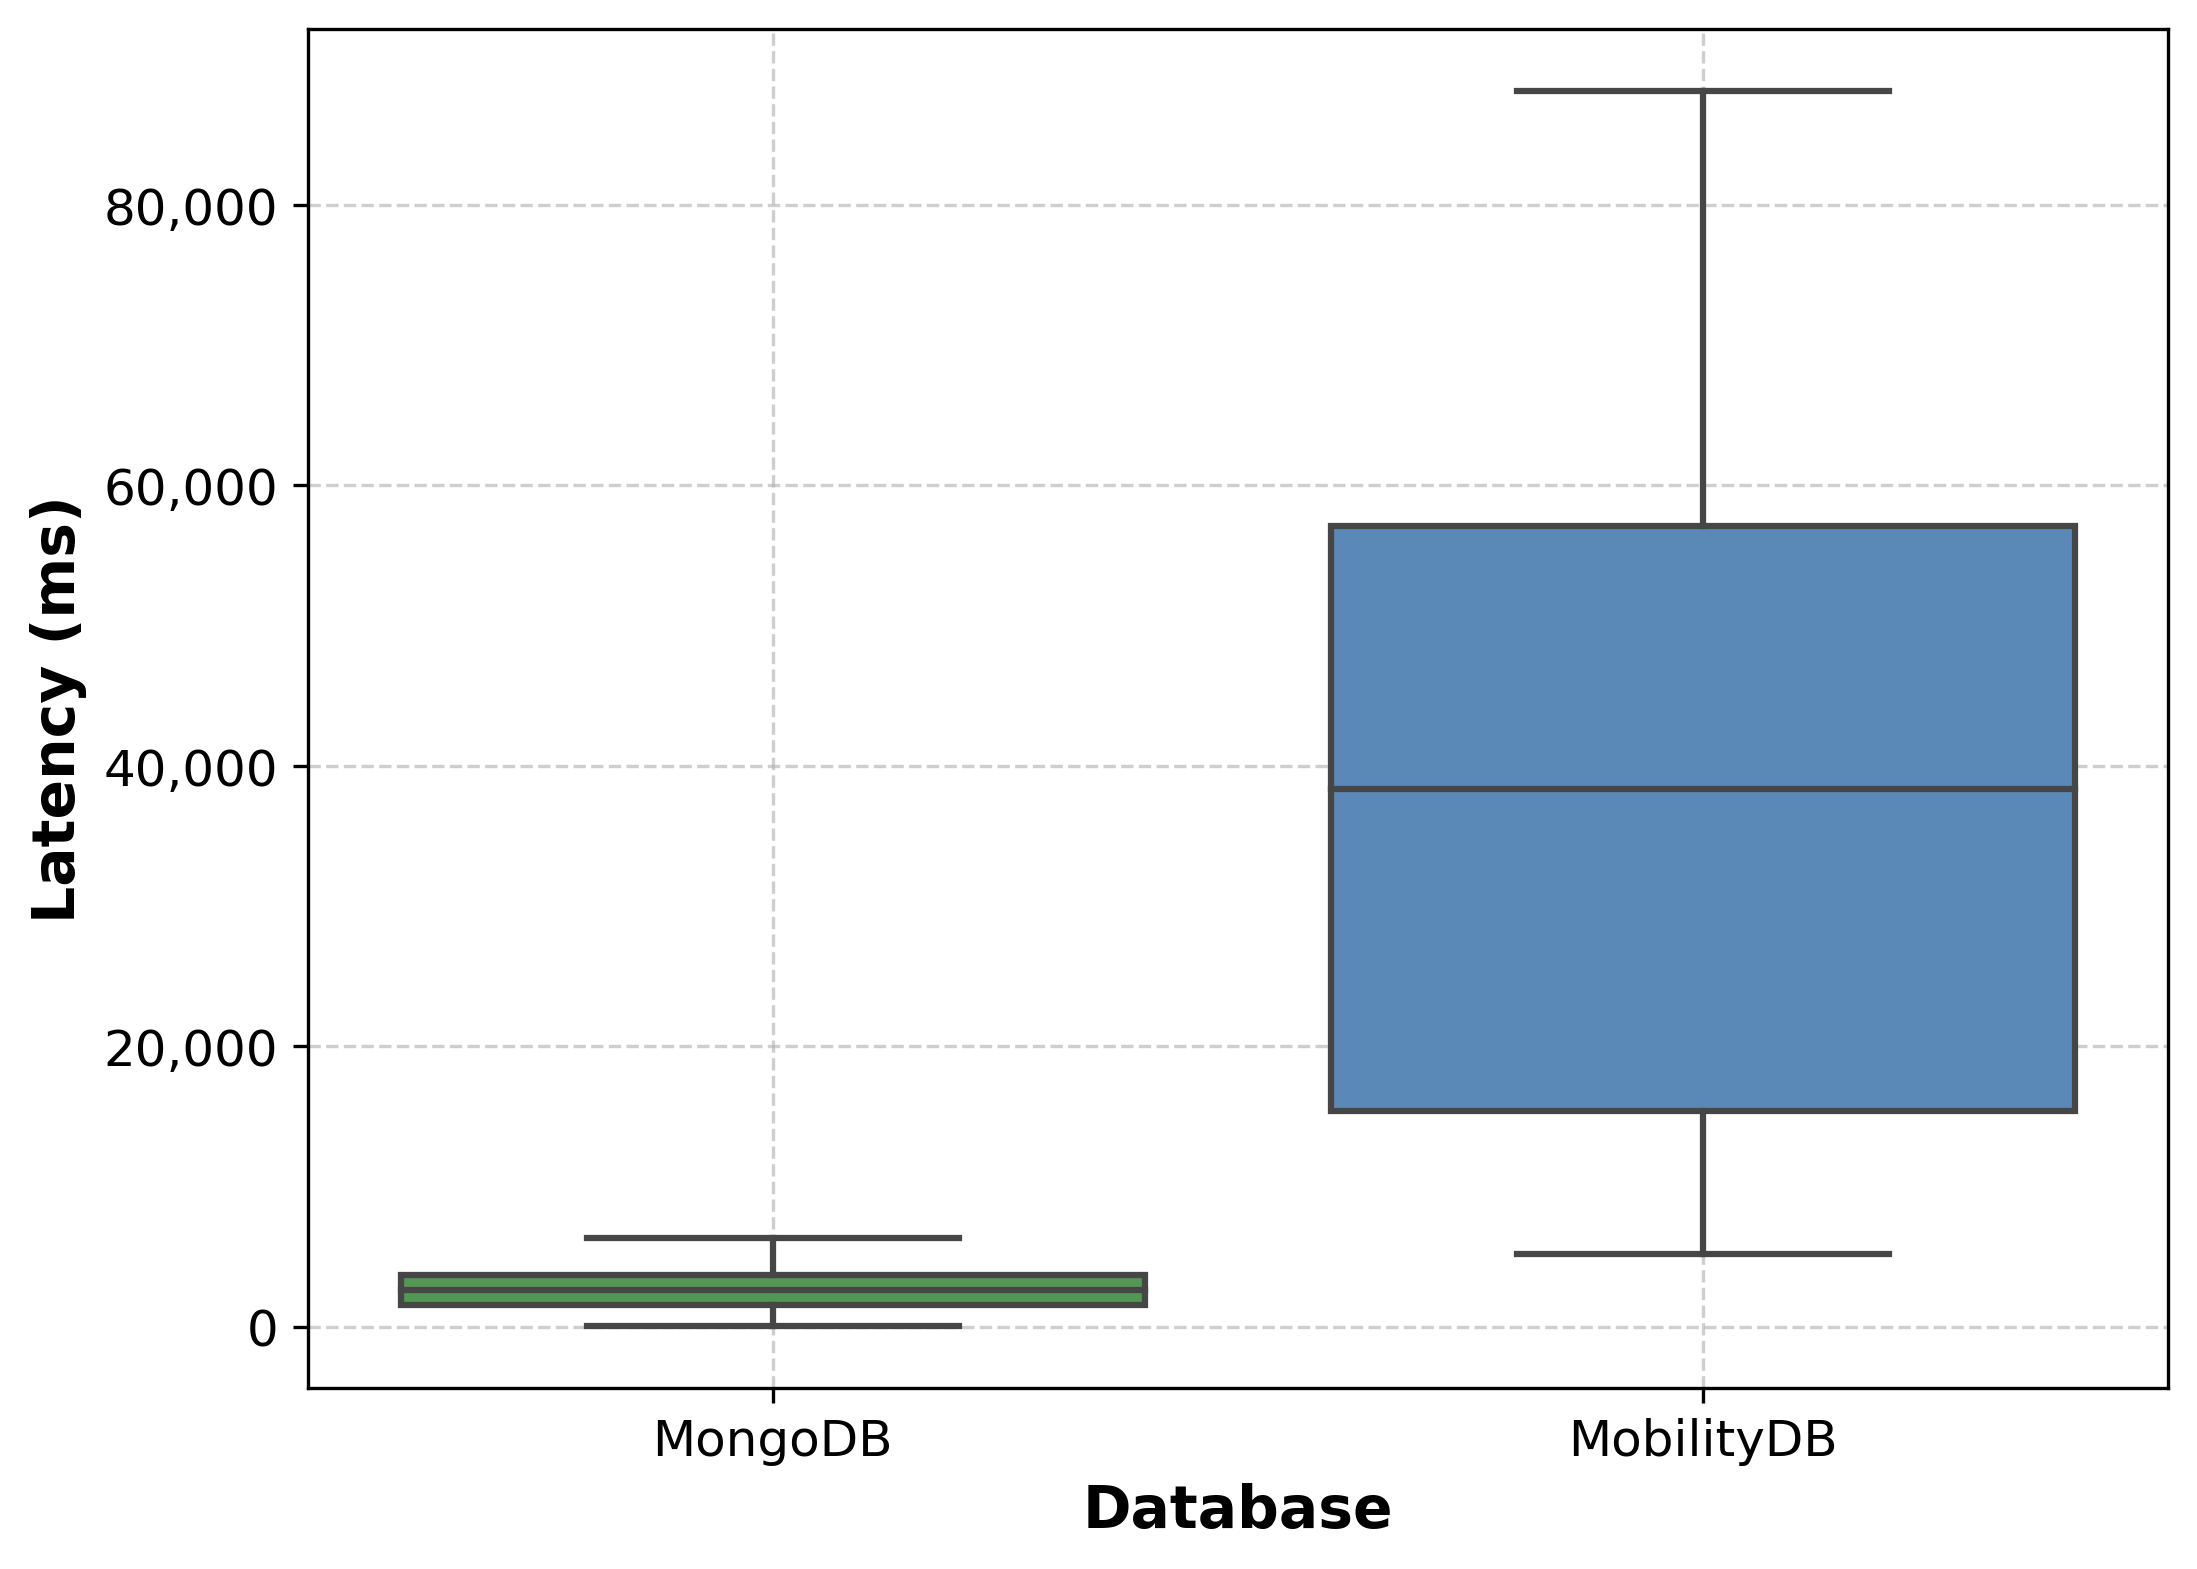 80,000
60,000
40,000
20,000
0
Latency (ms)
MongoDB
MobilityDB
Database